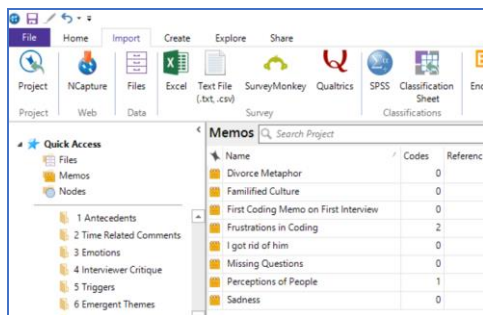 File Home Import Create Explore Share
Project NCapture Files Excel Text File (.txt, .csv) SurveyMonkey Qualtrics SPSS Classification Sheet
Project Web Data Survey Classifications
Quick Access
Files
Memos
Nodes
1 Antecedents
2 Time Related Comments
3 Emotions
4 Interviewer Critique
5 Triggers
6 Emergent Themes
Memos Search Project
Name Codes
Divorce Metaphor 0
Familified Culture 0
First Coding Memo on First Interview 0
Frustrations in Coding 2
I got rid of him 0
Missing Questions 0
Perceptions of People 1
Sadness 0